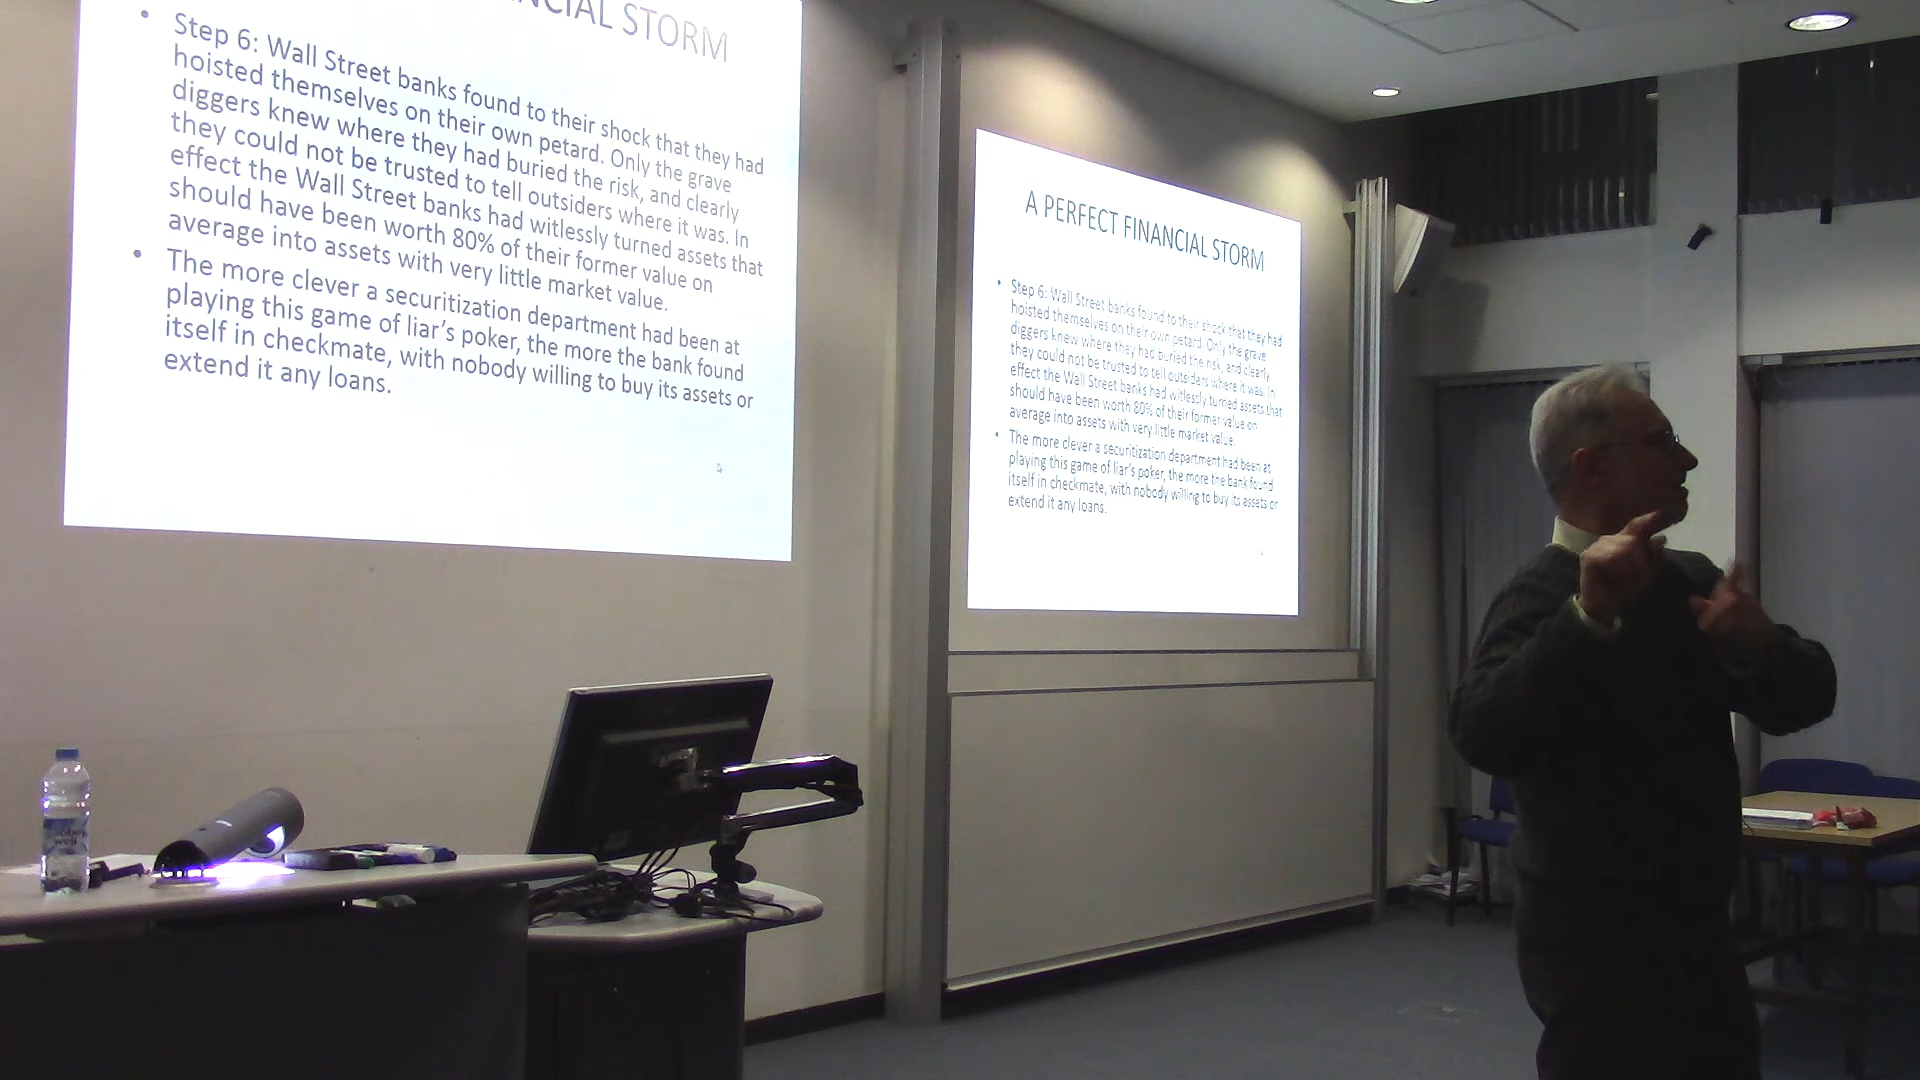 NCIAL STORM
• Step 6: Wall Street banks found to their shock that they had
hoisted themselves on their own petard. Only the grave
diggers knew where they had buried the risk, and clearly
they could not be trusted to tell outsiders where it was. In
effect the Wall Street banks had witlessly turned assets that
should have been worth 80% of their former value on
average into assets with very little market value.
• The more clever a securitization department had been at
playing this game of liar's poker, the more the bank found
itself in checkmate, with nobody willing to buy its assets or
extend it any loans.
A PERFECT FINANCIAL STORM
• Step 6: Wall Street banks found to their shock that they had
hoisted themselves on their own petard. Only the grave
diggers knew where they had buried the risk, and clearly
they could not be trusted to tell outsiders where it was. In
effect the Wall Street banks had witlessly turned assets that
should have been worth 80% of their former value on
average into assets with very little market value.
• The more clever a securitization department had been at
playing this game of liar's poker, the more the bank found
itself in checkmate, with nobody willing to buy its assets or
extend it any loans.
well